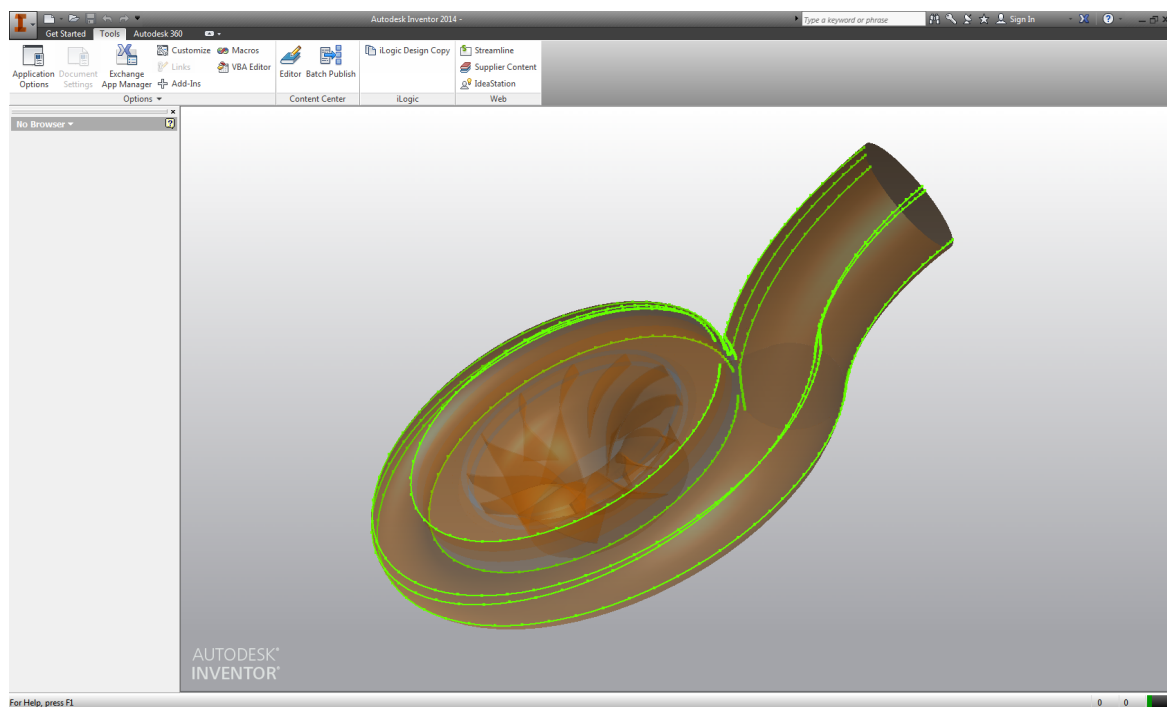 Autodesk Inventor 2014 -
Type a keyword or phrase
Sign In
Get Started Tools Autodesk 360
Application Options
Document Settings
Exchange App Manager
Customize
Links
Add-Ins
Macros
VBA Editor
Options
Editor
Batch Publish
Content Center
iLogic Design Copy
iLogic
Streamline
Supplier Content
IdeaStation
Web
No Browser
AUTODESK®
INVENTOR®
For Help, press F1
0 0